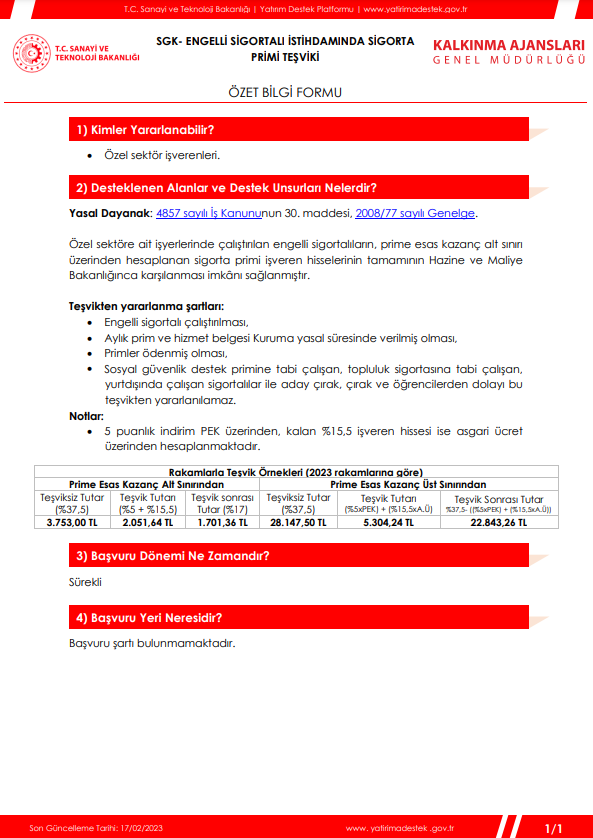 T.C. Sanayi ve Teknoloji Bakanlığı | Yatırım Destek Platformu | www.yatirimadestek.gov.tr
T.C. SANAYİ VE
TEKNOLOJİ BAKANLIĞI
SGK- ENGELLİ SİGORTALI İSTİHDAMINDA SİGORTA
PRİMİ TEŞVİKİ
KALKINMA AJANSLARI
GENEL MÜDÜRLÜĞÜ
ÖZET BİLGİ FORMU
1) Kimler Yararlanabilir?
• Özel sektör işverenleri.
2) Desteklenen Alanlar ve Destek Unsurları Nelerdir?
Yasal Dayanak: 4857 sayılı İş Kanununun 30. maddesi, 2008/77 sayılı Genelge.
Özel sektöre ait işyerlerinde çalıştırılan engelli sigortalıların, prime esas kazanç alt sınırı
üzerinden hesaplanan sigorta primi işveren hisselerinin tamamının Hazine ve Maliye
Bakanlığınca karşılanması imkânı sağlanmıştır.
Teşvikten yararlanma şartları:
• Engelli sigortalı çalıştırılması,
• Aylık prim ve hizmet belgesi Kuruma yasal süresinde verilmiş olması,
• Primler ödenmiş olması,
• Sosyal güvenlik destek primine tabi çalışan, topluluk sigortasına tabi çalışan,
yurtdışında çalışan sigortalılar ile aday çırak, çırak ve öğrencilerden dolayı bu
teşvikten yararlanılamaz.
Notlar:
• 5 puanlık indirim PEK üzerinden, kalan %15,5 işveren hissesi ise asgari ücret
üzerinden hesaplanmaktadır.
Rakamlarla Teşvik Örnekleri (2023 rakamlarına göre)
Prime Esas Kazanç Alt Sınırından Prime Esas Kazanç Üst Sınırından
Teşviksiz Tutar Teşvik Tutarı Teşvik sonrası Teşviksiz Tutar Teşvik Tutarı Teşvik Sonrası Tutar
(%37,5) (%5 + %15,5) Tutar (%17) (%37,5) (%5xPEK) + (%15,5xA.Ü) %37,5- ((%5xPEK) + (%15,5xA.Ü))
3.753,00 TL 2.051,64 TL 1.701,36 TL 28.147,50 TL 5.304,24 TL 22.843,26 TL
3) Başvuru Dönemi Ne Zamandır?
Sürekli
4) Başvuru Yeri Neresidir?
Başvuru şartı bulunmamaktadır.
Son Güncelleme Tarihi: 17/02/2023 www. yatirimadestek .gov.tr 1/1